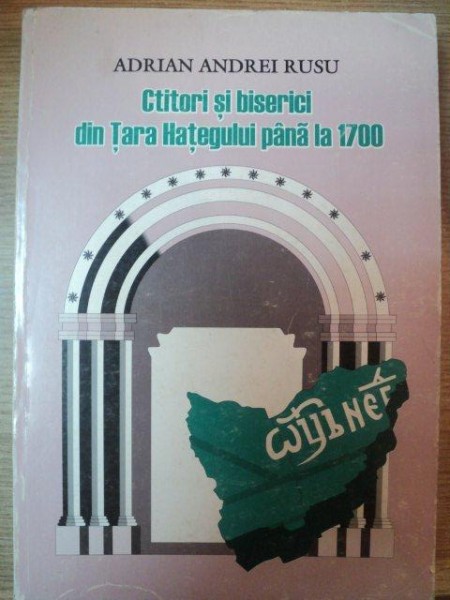 ADRIAN ANDREI RUSU
Ctitori și biserici
din Țara Hațegului până la 1700